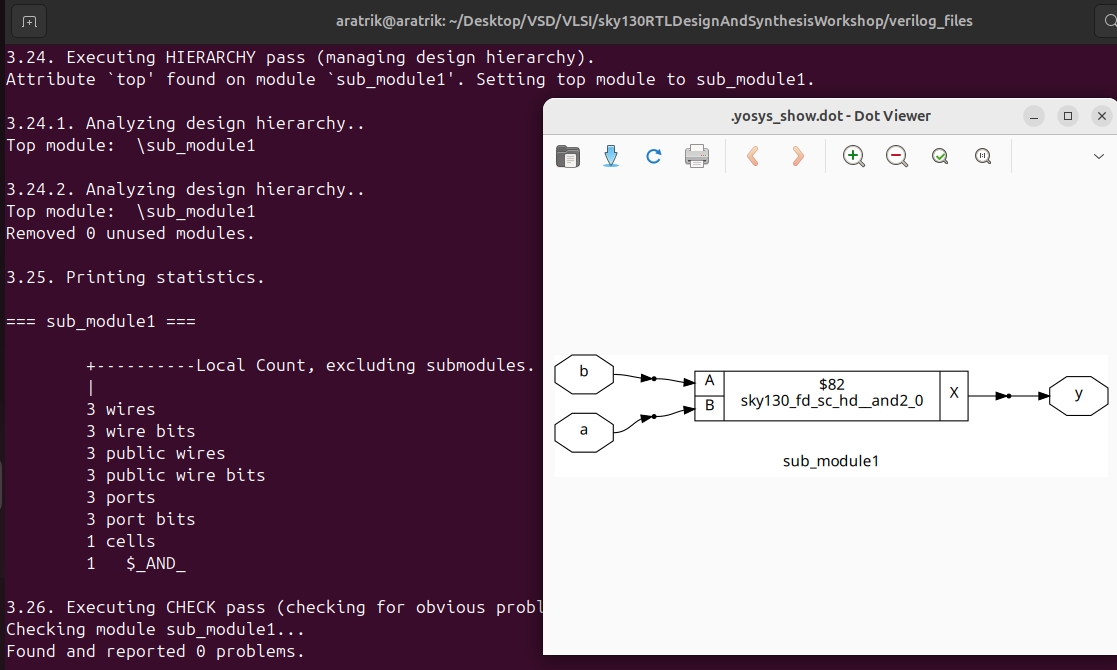 aratrik@aratrik: ~/Desktop/VSD/VLSI/sky130RTLDesignAndSynthesisWorkshop/verilog_files
3.24. Executing HIERARCHY pass (managing design hierarchy).
Attribute `top' found on module `sub_module1'. Setting top module to sub_module1.
3.24.1. Analyzing design hierarchy..
Top module:  \sub_module1
3.24.2. Analyzing design hierarchy..
Top module:  \sub_module1
Removed 0 unused modules.
3.25. Printing statistics.
=== sub_module1 ===
+----------Local Count, excluding submodules.
|
3 wires
3 wire bits
3 public wires
3 public wire bits
3 ports
3 port bits
1 cells
1   $_AND_
3.26. Executing CHECK pass (checking for obvious probl
Checking module sub_module1...
Found and reported 0 problems.
.yosys_show.dot - Dot Viewer
b
a
A
B
$82
sky130_fd_sc_hd__and2_0
X
y
sub_module1